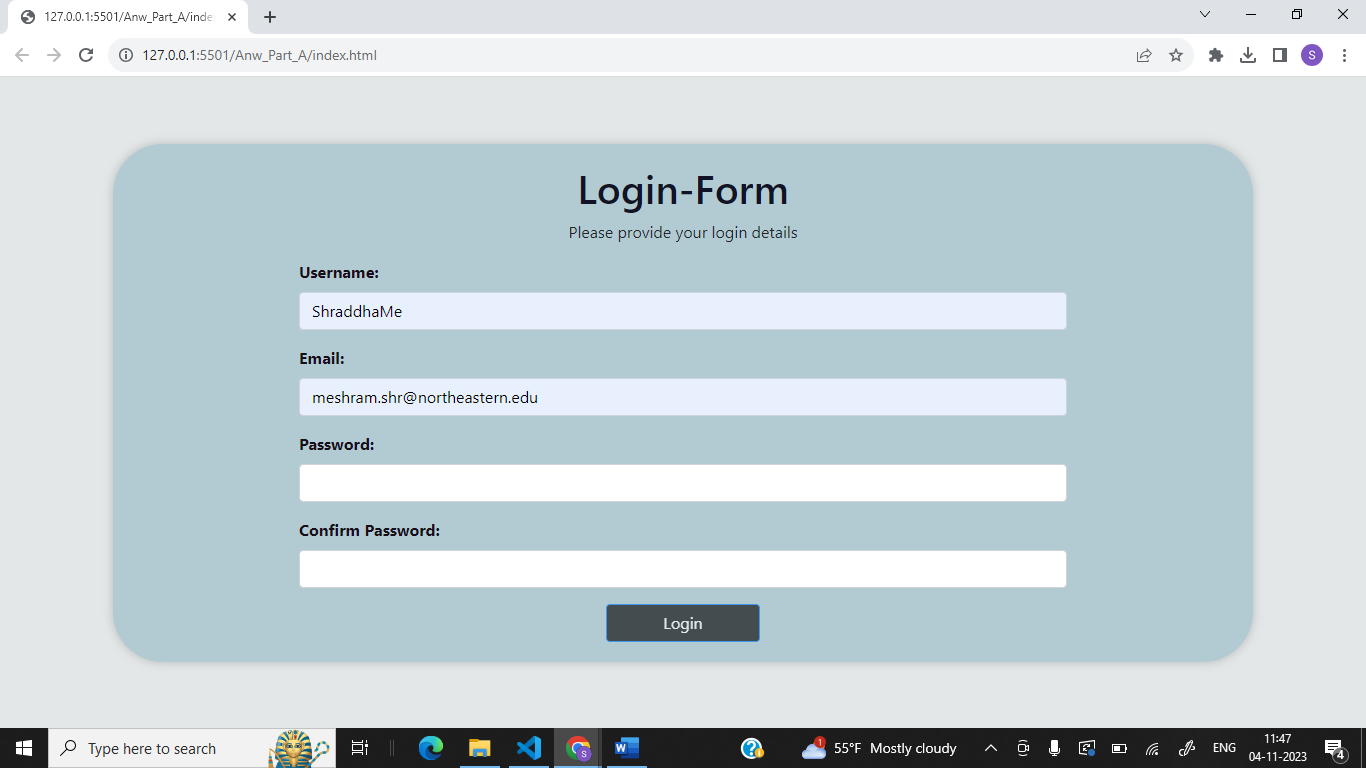 127.0.0.1:5501/Anw_Part_A/inde
127.0.0.1:5501/Anw_Part_A/index.html
S
Login-Form
Please provide your login details
Username:
ShraddhaMe
Email:
meshram.shr@northeastern.edu
Password:
Confirm Password:
Login
Type here to search
S
W
?
1
55°F Mostly cloudy
ENG
11:47
04-11-2023
4